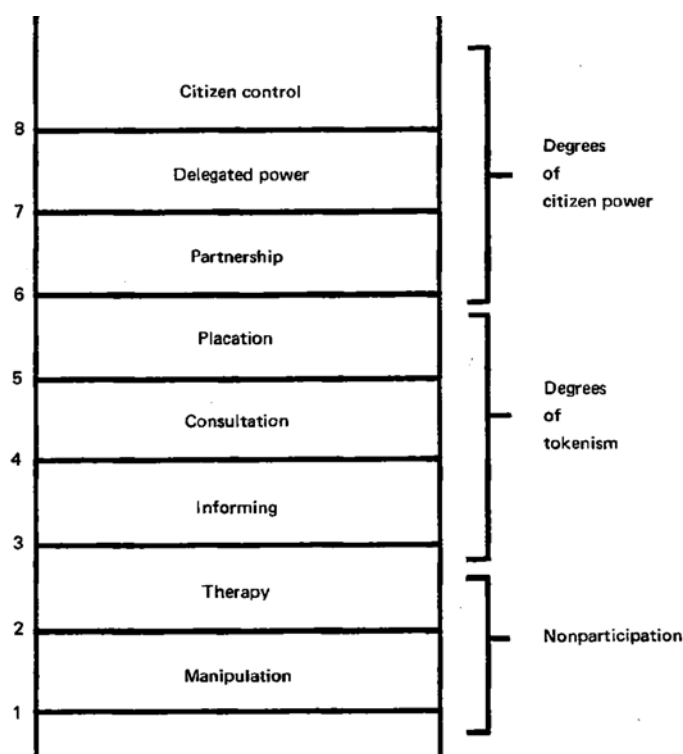 Citizen control
8
Delegated power
7
Partnership
6
Placation
5
Consultation
4
Informing
3
Therapy
2
Manipulation
1
Degrees
of
citizen power
Degrees
of
tokenism
Nonparticipation